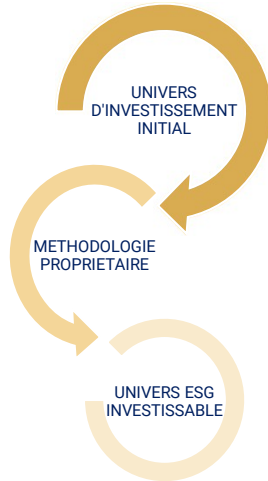 UNIVERS
D'INVESTISSEMENT
INITIAL
METHODOLOGIE
PROPRIETAIRE
UNIVERS ESG
INVESTISSABLE